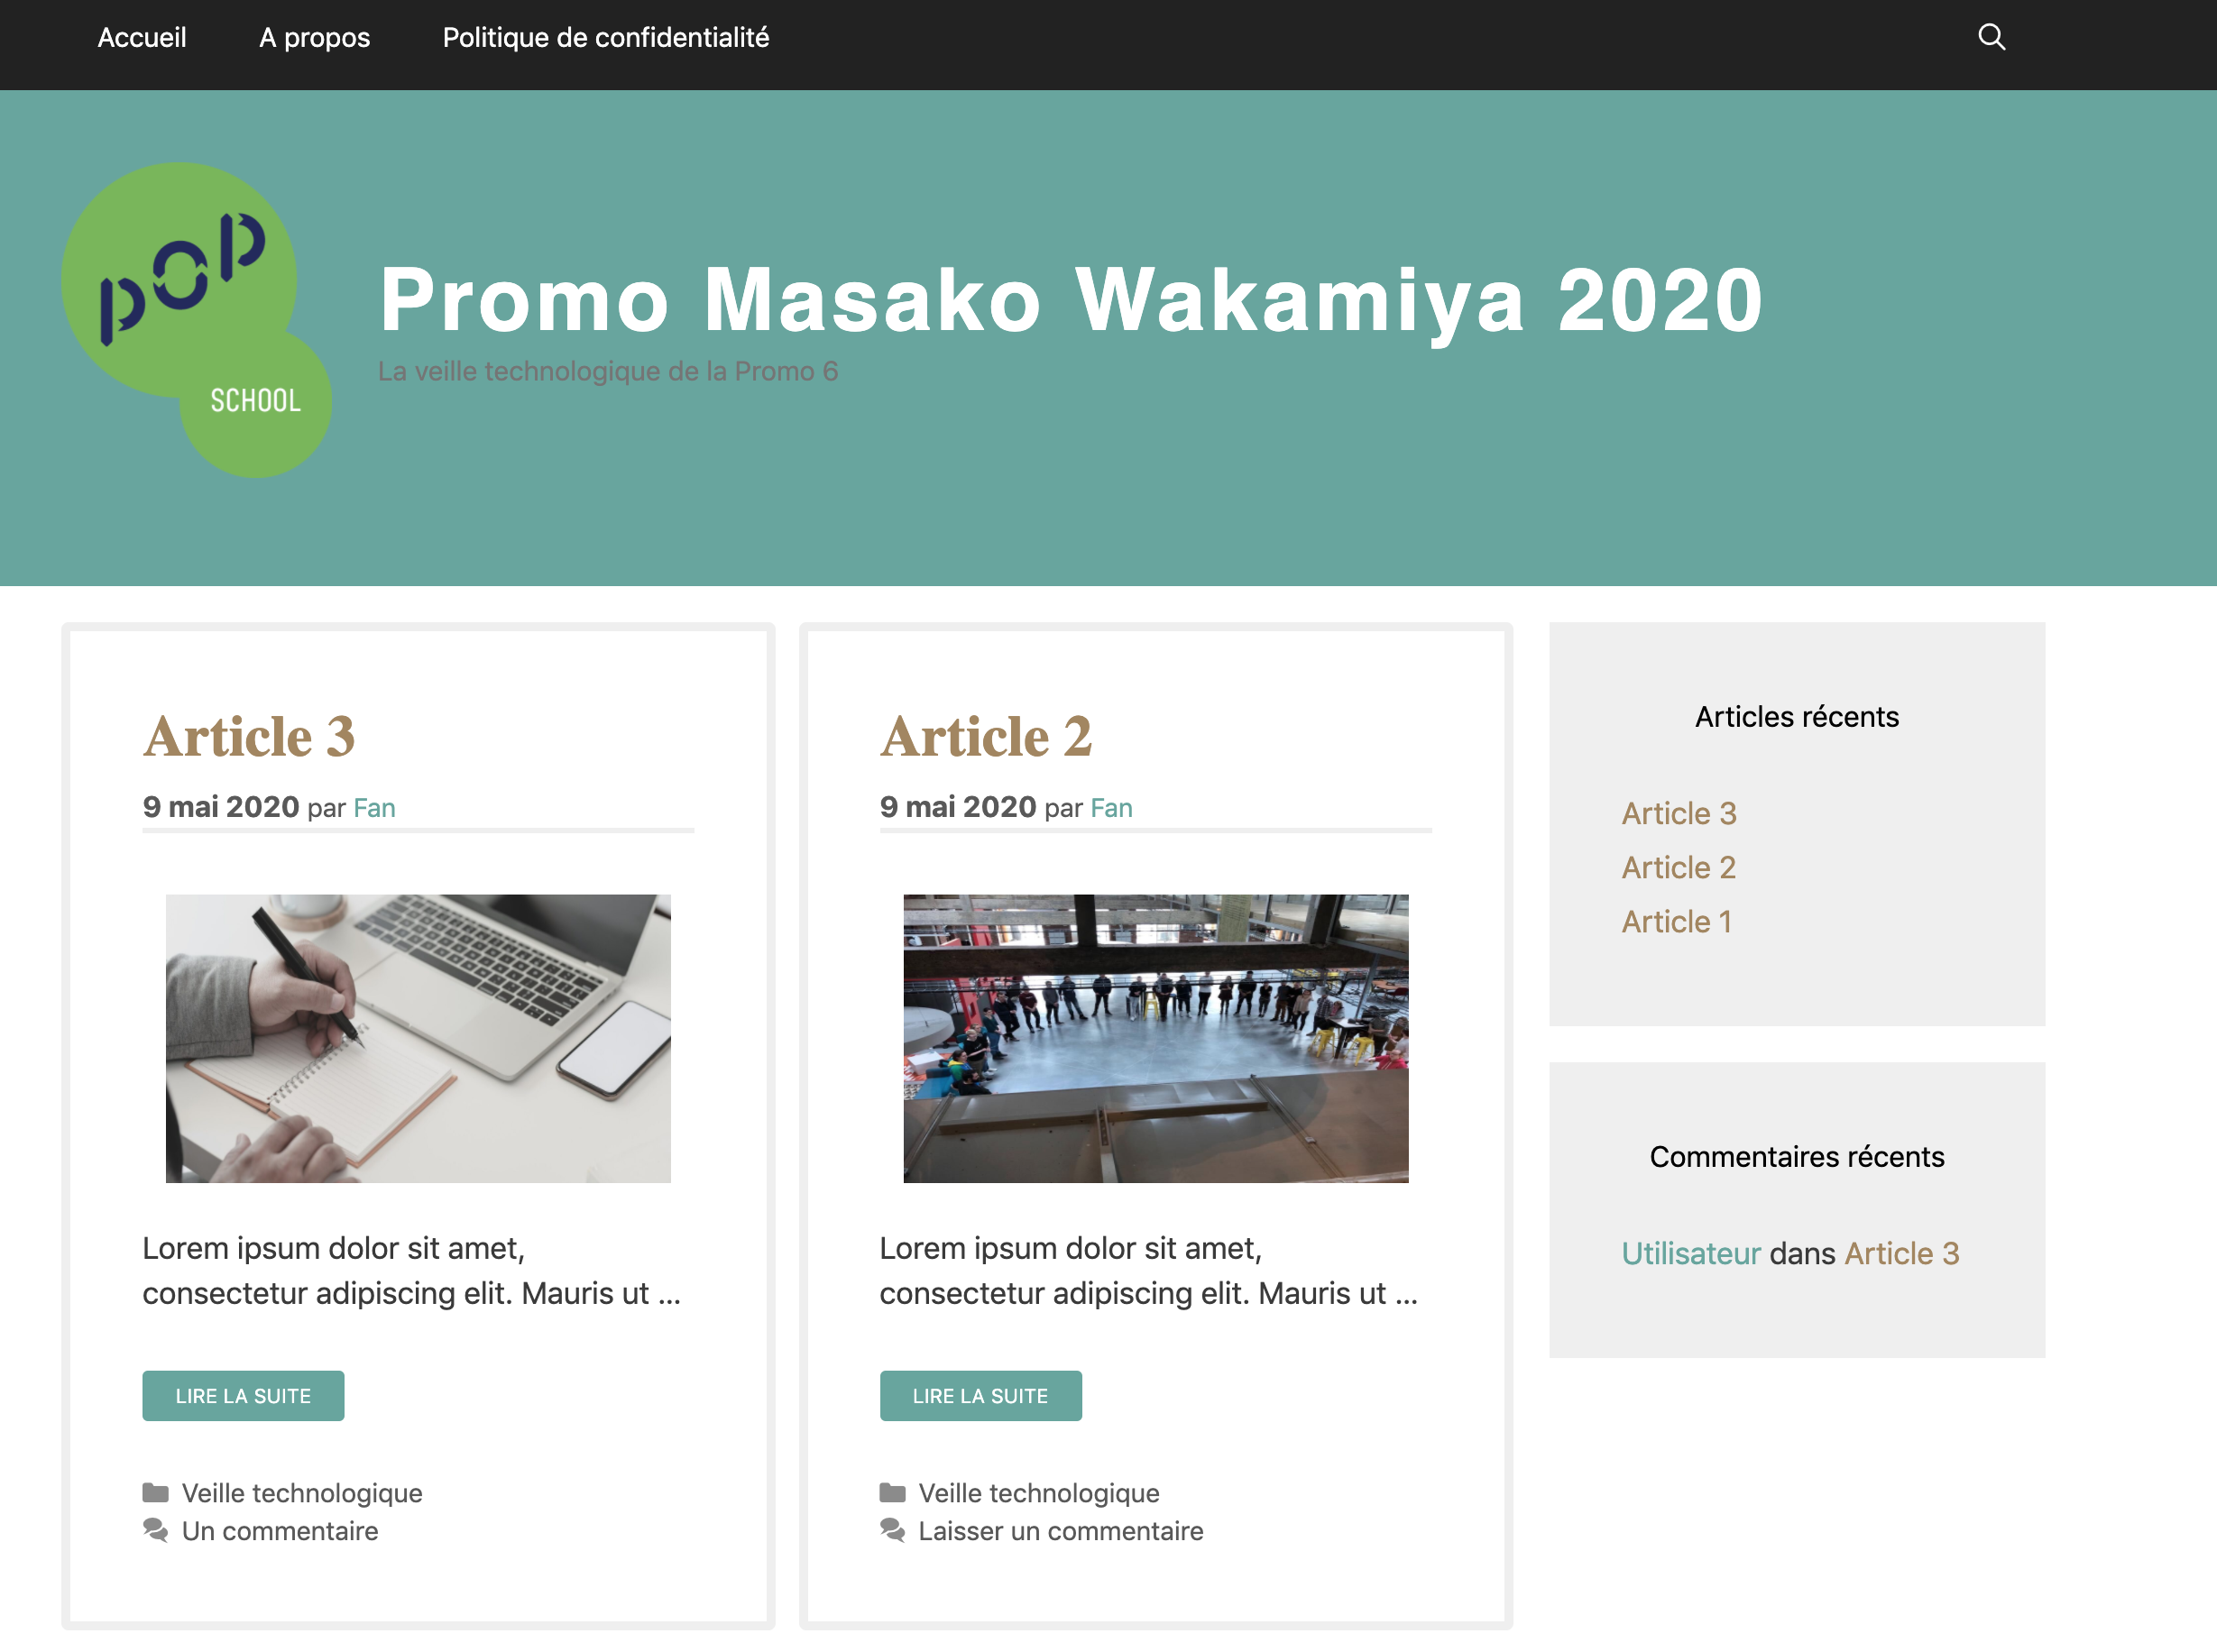 Accueil A propos Politique de confidentialité
pop
SCHOOL
Promo Masako Wakamiya 2020
La veille technologique de la Promo 6
Article 3
9 mai 2020 par Fan
Lorem ipsum dolor sit amet,
consectetur adipiscing elit. Mauris ut ...
LIRE LA SUITE
Veille technologique
Un commentaire
Article 2
9 mai 2020 par Fan
Lorem ipsum dolor sit amet,
consectetur adipiscing elit. Mauris ut ...
LIRE LA SUITE
Veille technologique
Laisser un commentaire
Articles récents
Article 3
Article 2
Article 1
Commentaires récents
Utilisateur dans Article 3